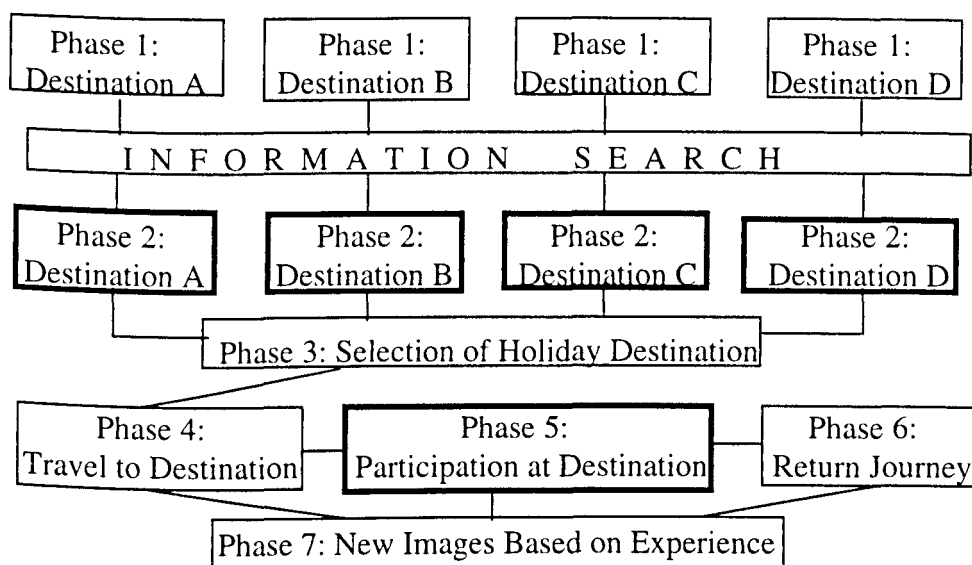 Phase 1:
Destination A
Phase 1:
Destination B
Phase 1:
Destination C
Phase 1:
Destination D
INFORMATION SEARCH
Phase 2:
Destination A
Phase 2:
Destination B
Phase 2:
Destination C
Phase 2:
Destination D
Phase 3: Selection of Holiday Destination
Phase 4:
Travel to Destination
Phase 5:
Participation at Destination
Phase 6:
Return Journey
Phase 7: New Images Based on Experience